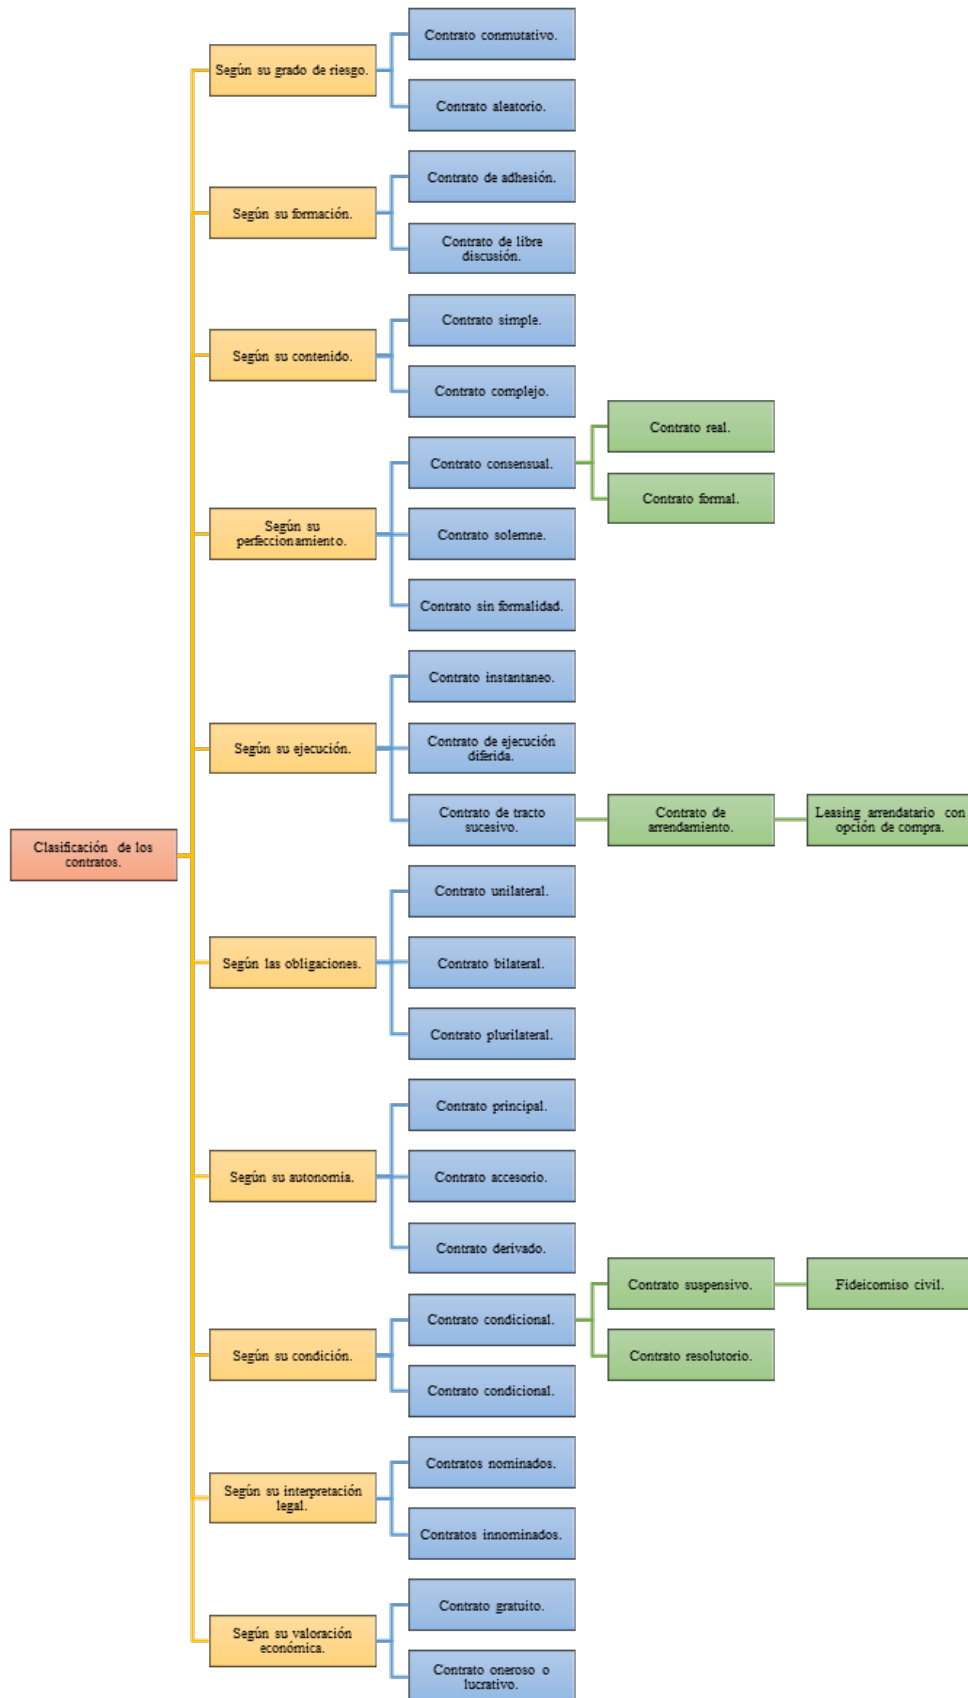 Clasificación de los
contratos.
Según su grado de riesgo.
Contrato conmutativo.
Contrato aleatorio.
Según su formación.
Contrato de adhesión.
Contrato de libre
discusión.
Según su contenido.
Contrato simple.
Contrato complejo.
Según su
perfeccionamiento.
Contrato consensual.
Contrato real.
Contrato formal.
Contrato solemne.
Contrato sin formalidad.
Según su ejecución.
Contrato instantaneo.
Contrato de ejecución
diferida.
Contrato de tracto
sucesivo.
Contrato de
arrendamiento.
Leasing arrendatario con
opción de compra.
Según las obligaciones.
Contrato unilateral.
Contrato bilateral.
Contrato plurilateral.
Según su autonomia.
Contrato principal.
Contrato accesorio.
Contrato derivado.
Según su condición.
Contrato condicional.
Contrato suspensivo.
Fideicomiso civil.
Contrato resolutorio.
Contrato condicional.
Según su interpretación
legal.
Contratos nominados.
Contratos innominados.
Según su valoración
económica.
Contrato gratuito.
Contrato oneroso o
lucrativo.